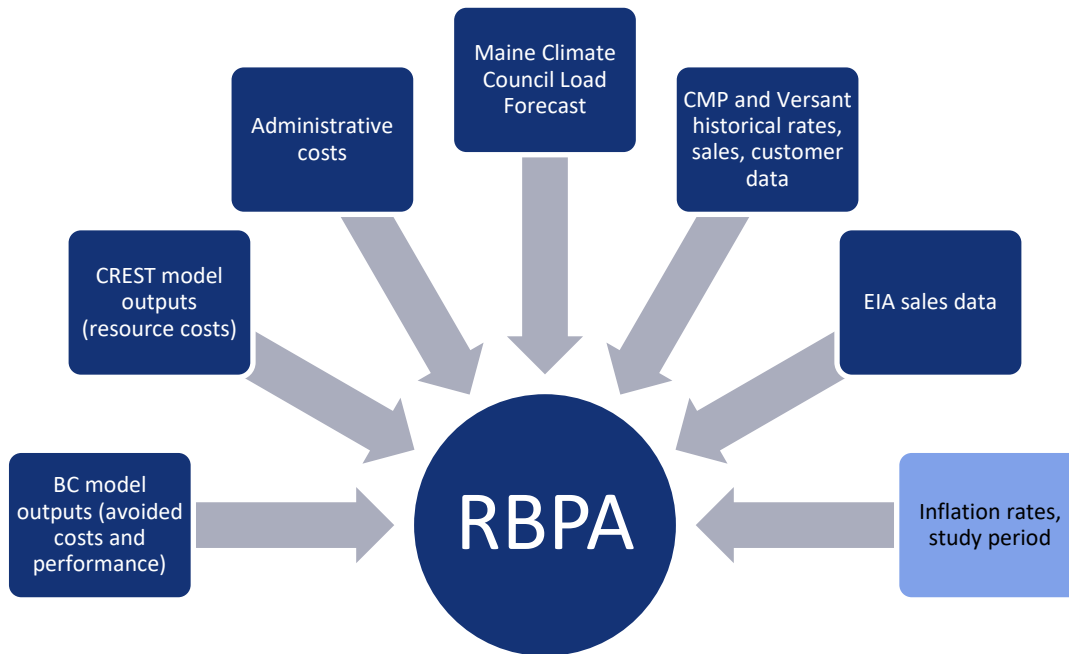 Maine Climate
Council Load
Forecast
Administrative
costs
CMP and Versant
historical rates,
sales, customer
data
CREST model
outputs
(resource costs)
EIA sales data
BC model
outputs (avoided
costs and
performance)
RBPA
Inflation rates,
study period